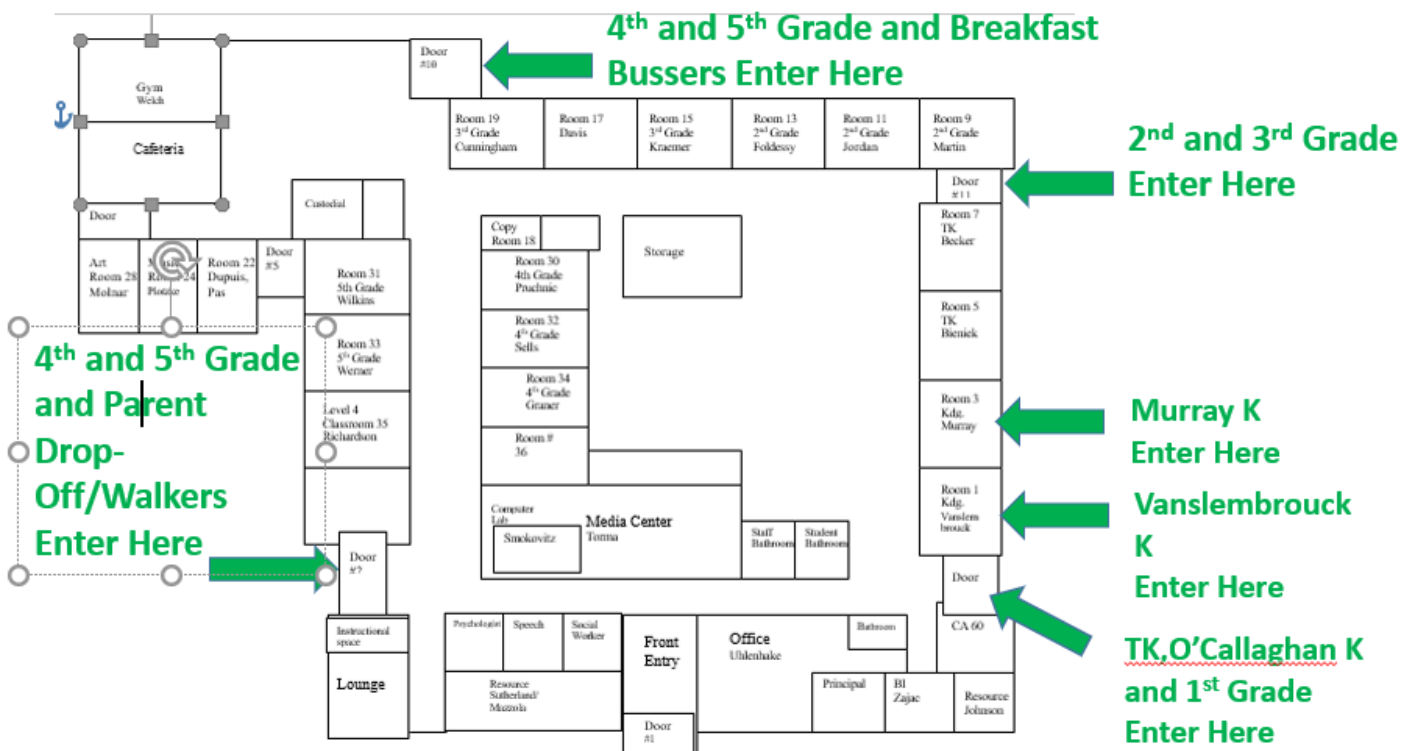 4th and 5th Grade and Breakfast
Bussers Enter Here
Door
#10
Gym
Welch
Cafeteria
Room 19
3rd Grade
Cunningham
Room 17
Davis
Room 15
3rd Grade
Kraemer
Room 13
2nd Grade
Foldessy
Room 11
2nd Grade
Jordan
Room 9
2nd Grade
Martin
2nd and 3rd Grade
Enter Here
Door
#11
Door
Custodial
Copy
Room 18
Storage
Room 7
TK
Becker
Art
Room 28
Molnar
Room 22
Dupuis,
Pas
Door
#5
Room 31
5th Grade
Wilkins
Room 30
4th Grade
Pruchnic
Room 5
TK
Bieniek
Room 33
5th Grade
Werner
Room 32
4th Grade
Sells
4th and 5th Grade
and Parent
Drop-
Off/Walkers
Enter Here
Level 4
Classroom 35
Richardson
Room 34
4th Grade
Graner
Room 3
Kdg.
Murray
Murray K
Enter Here
Room #
36
Room 1
Kdg.
Vanslem
brouck
Vanslembrouck
K
Enter Here
Computer
Lab
Smokovitz
Media Center
Torma
Staff
Bathroom
Student
Bathroom
Door
#7
Door
Instructional
space
Lounge
Psychologist
Speech
Social
Worker
Resource
Sutherland/
Mazzola
Front
Entry
Door
#1
Office
Uhlenhake
Bathroom
CA 60
Principal
BI
Zajac
Resource
Johnson
TK,O'Callaghan K
and 1st Grade
Enter Here